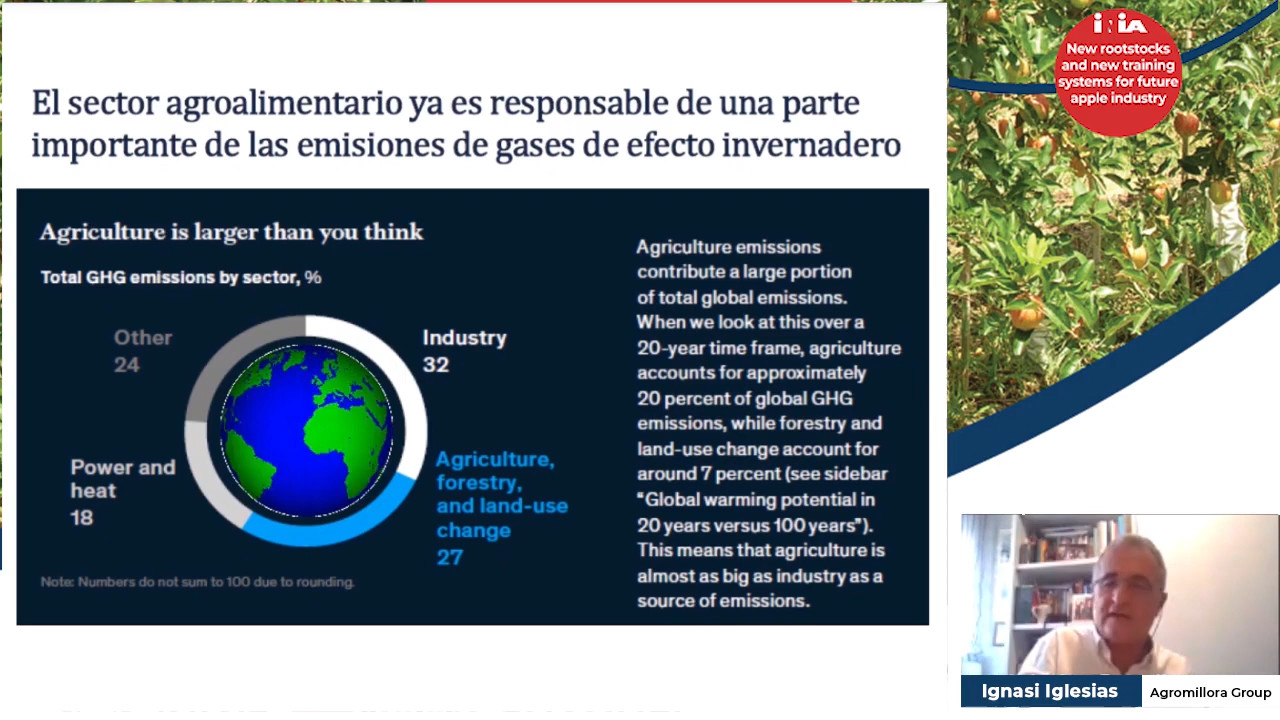 El sector agroalimentario ya es responsable de una parte
importante de las emisiones de gases de efecto invernadero
Agriculture is larger than you think
Total GHG emissions by sector, %
Other
24
Industry
32
Power and
heat
18
Agriculture,
forestry,
and land-use
change
27
Note: Numbers do not sum to 100 due to rounding.
Agriculture emissions
contribute a large portion
of total global emissions.
When we look at this over a
20-year time frame, agriculture
accounts for approximately
20 percent of global GHG
emissions, while forestry and
land-use change account for
around 7 percent (see sidebar
“Global warming potential in
20 years versus 100 years”).
This means that agriculture is
almost as big as industry as a
source of emissions.
iNiA
New rootstocks
and new training
systems for future
apple industry
Ignasi Iglesias
Agromillora Group